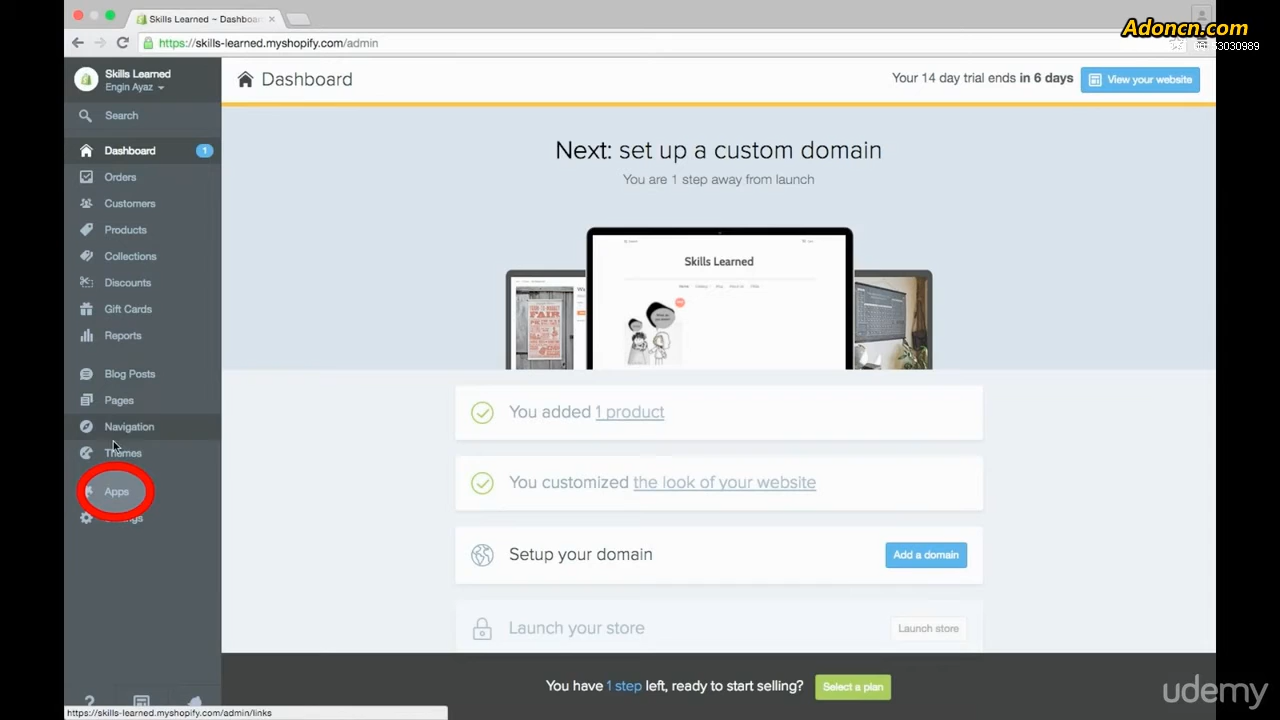 Skills Learned ~ Dashboar
Adoncn.com
https://skills-learned.myshopify.com/admin
53030989
Skills Learned
Engin Ayaz
Dashboard
Your 14 day trial ends in 6 days
View your website
Search
Dashboard
1
Orders
Customers
Products
Collections
Discounts
Gift Cards
Reports
Blog Posts
Pages
Navigation
Themes
Apps
Next: set up a custom domain
You are 1 step away from launch
Skills Learned
FAIR
You added 1 product
You customized the look of your website
Setup your domain
Add a domain
Launch your store
Launch store
You have 1 step left, ready to start selling?
Select a plan
?
udemy
https://skills-learned.myshopify.com/admin/links